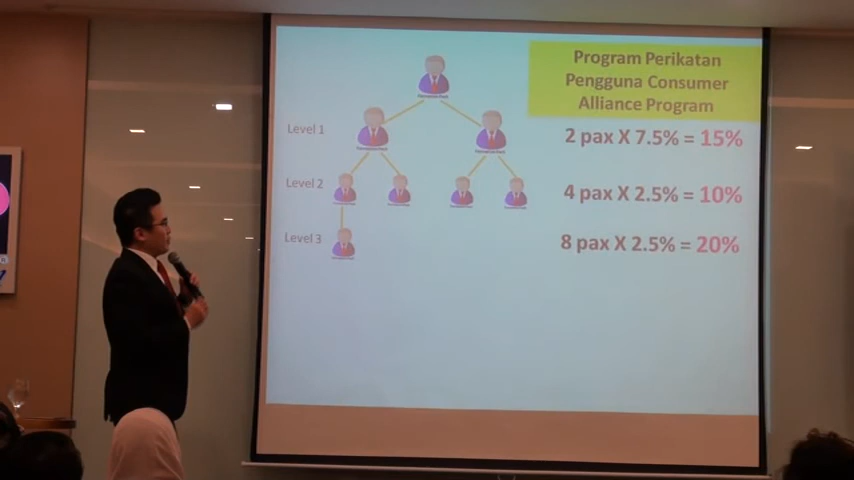 Program Perikatan
Pengguna Consumer
Alliance Program
Level 1
2 pax X 7.5% = 15%
Level 2
4 pax X 2.5% = 10%
Level 3
8 pax X 2.5% = 20%